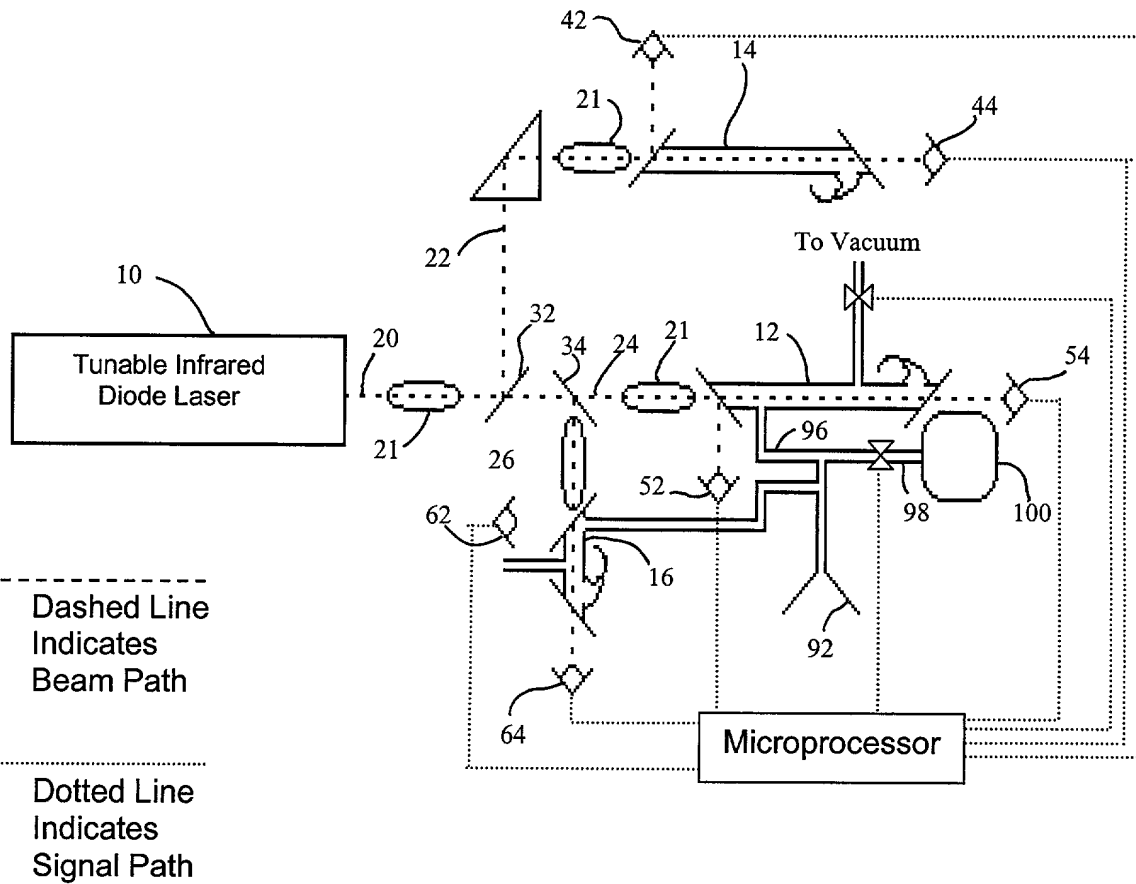 42
14
21
44
22
To Vacuum
10
32
20
34
24
21
12
54
Tunable Infrared
Diode Laser
21
26
96
52
98
100
62
16
92
64
Dashed Line
Indicates
Beam Path
Microprocessor
Dotted Line
Indicates
Signal Path